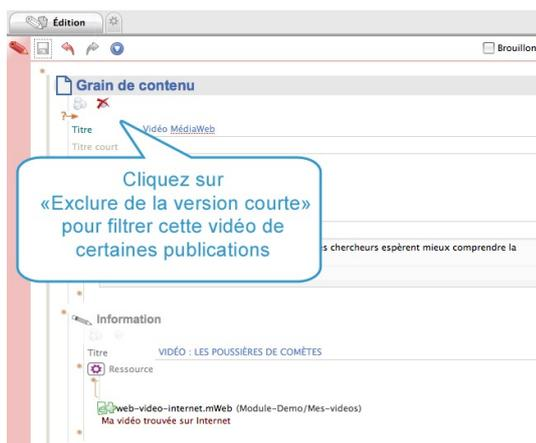 Édition
Brouillon
Grain de contenu
Titre
Vidéo MédiaWeb
Titre court
Cliquez sur
«Exclure de la version courte»
pour filtrer cette vidéo de
certaines publications
s chercheurs espèrent mieux comprendre la
Information
Titre
VIDÉO : LES POUSSIÈRES DE COMÈTES
Ressource
web-video-internet.mWeb (Module-Demo/Mes-videos)
Ma vidéo trouvée sur Internet